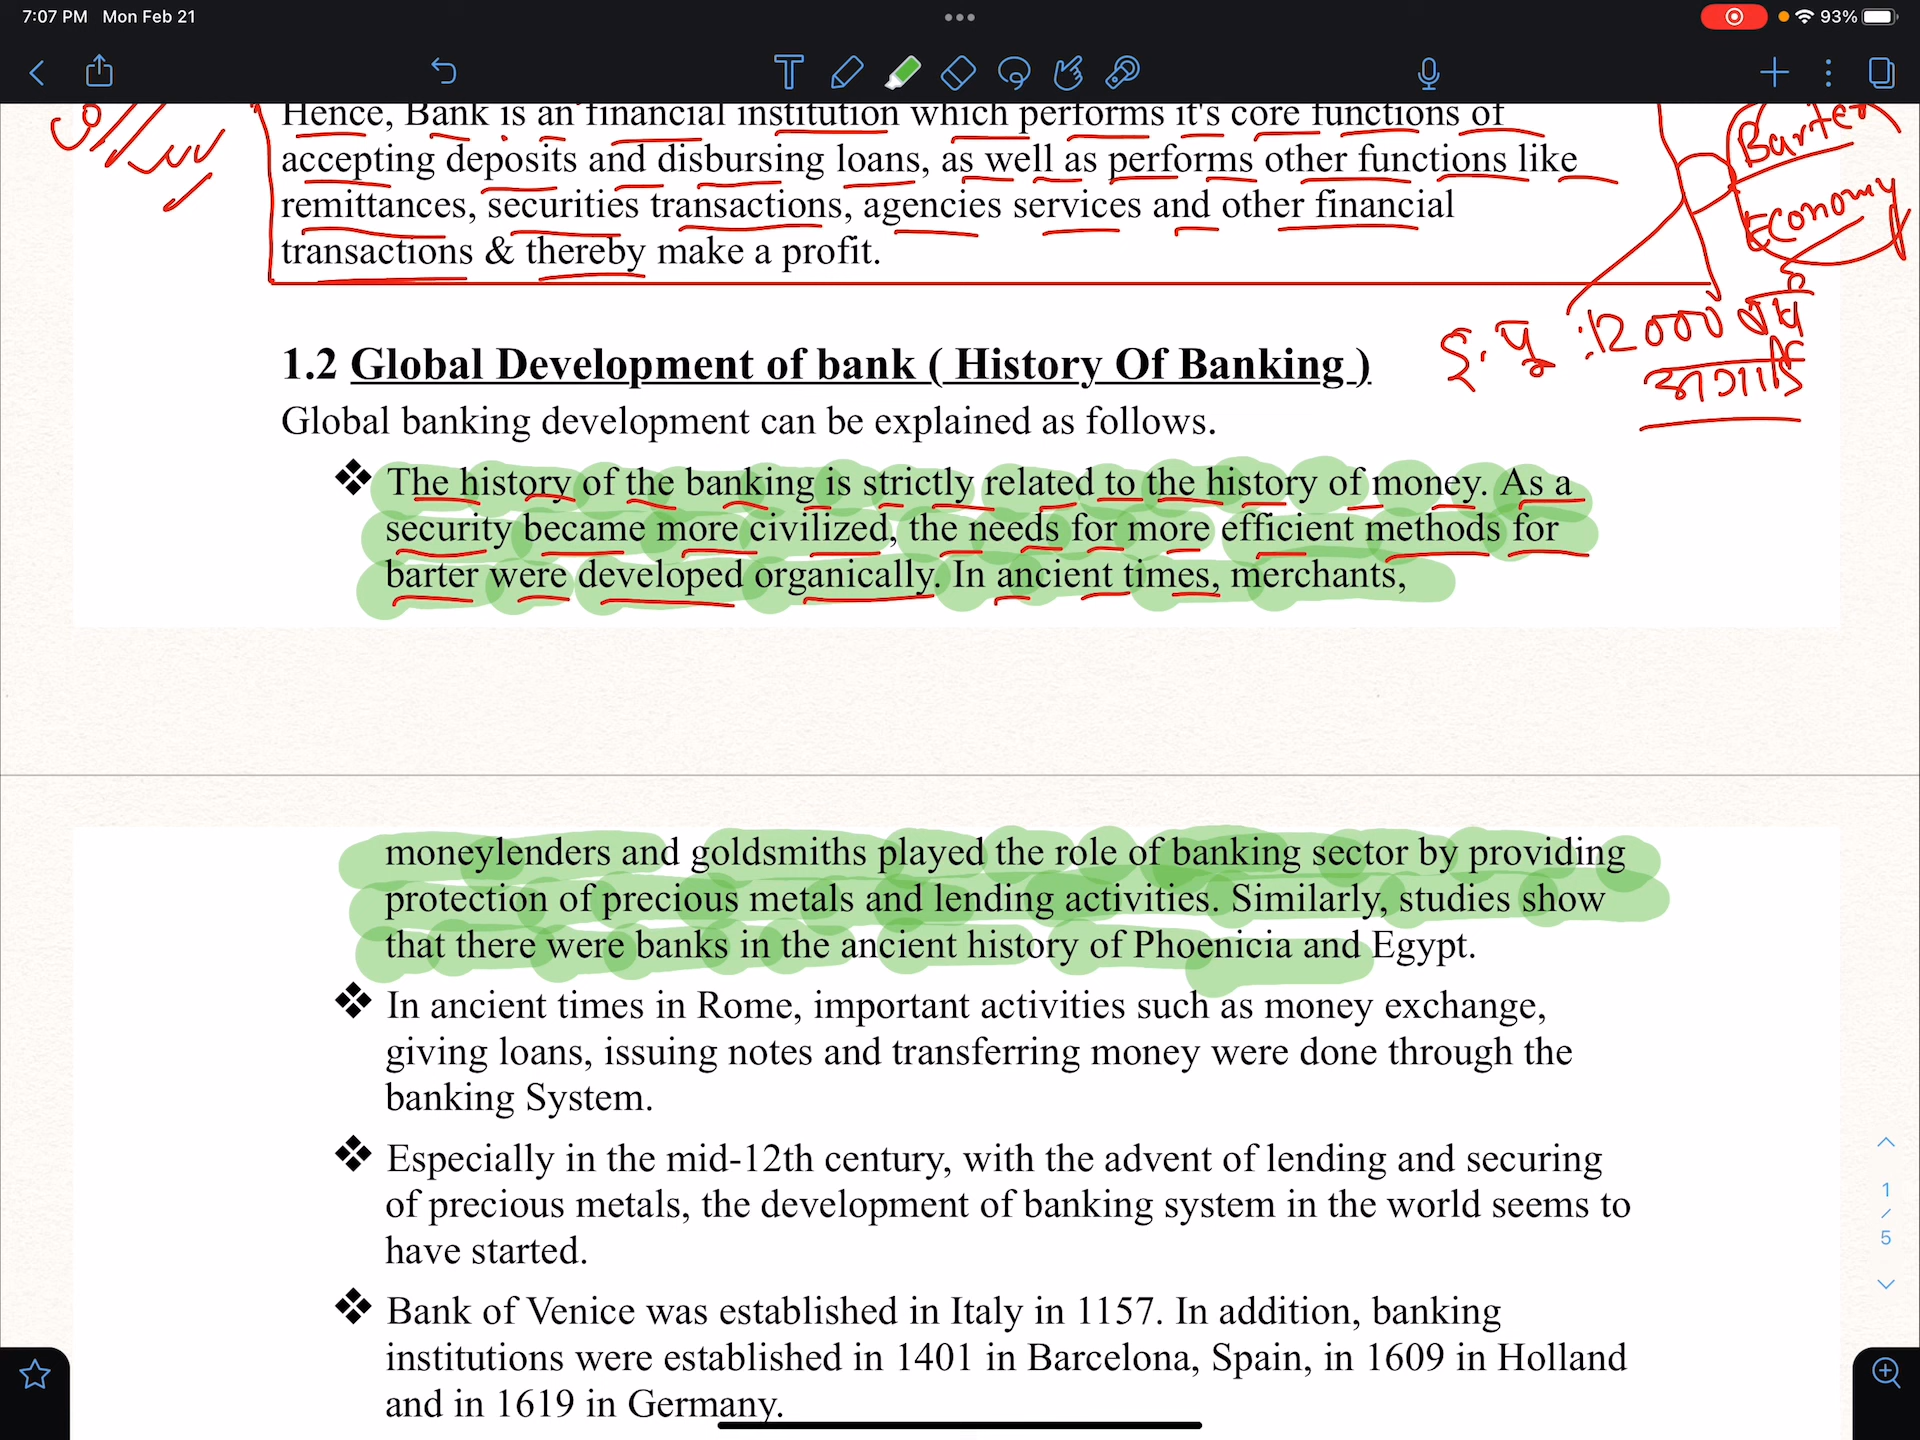 7:07 PM Mon Feb 21
93%
Hence, Bank is an financial institution which performs it's core functions of
accepting deposits and disbursing loans, as well as performs other functions like
remittances, securities transactions, agencies services and other financial
transactions & thereby make a profit.
Barter
Economy
ई.पू :12000 वर्ष
अगाडि
1.2 Global Development of bank ( History Of Banking )
Global banking development can be explained as follows.
❖ The history of the banking is strictly related to the history of money. As a
security became more civilized, the needs for more efficient methods for
barter were developed organically. In ancient times, merchants,
moneylenders and goldsmiths played the role of banking sector by providing
protection of precious metals and lending activities. Similarly, studies show
that there were banks in the ancient history of Phoenicia and Egypt.
❖ In ancient times in Rome, important activities such as money exchange,
giving loans, issuing notes and transferring money were done through the
banking System.
❖ Especially in the mid-12th century, with the advent of lending and securing
of precious metals, the development of banking system in the world seems to
have started.
❖ Bank of Venice was established in Italy in 1157. In addition, banking
institutions were established in 1401 in Barcelona, Spain, in 1609 in Holland
and in 1619 in Germany.
1
/
5